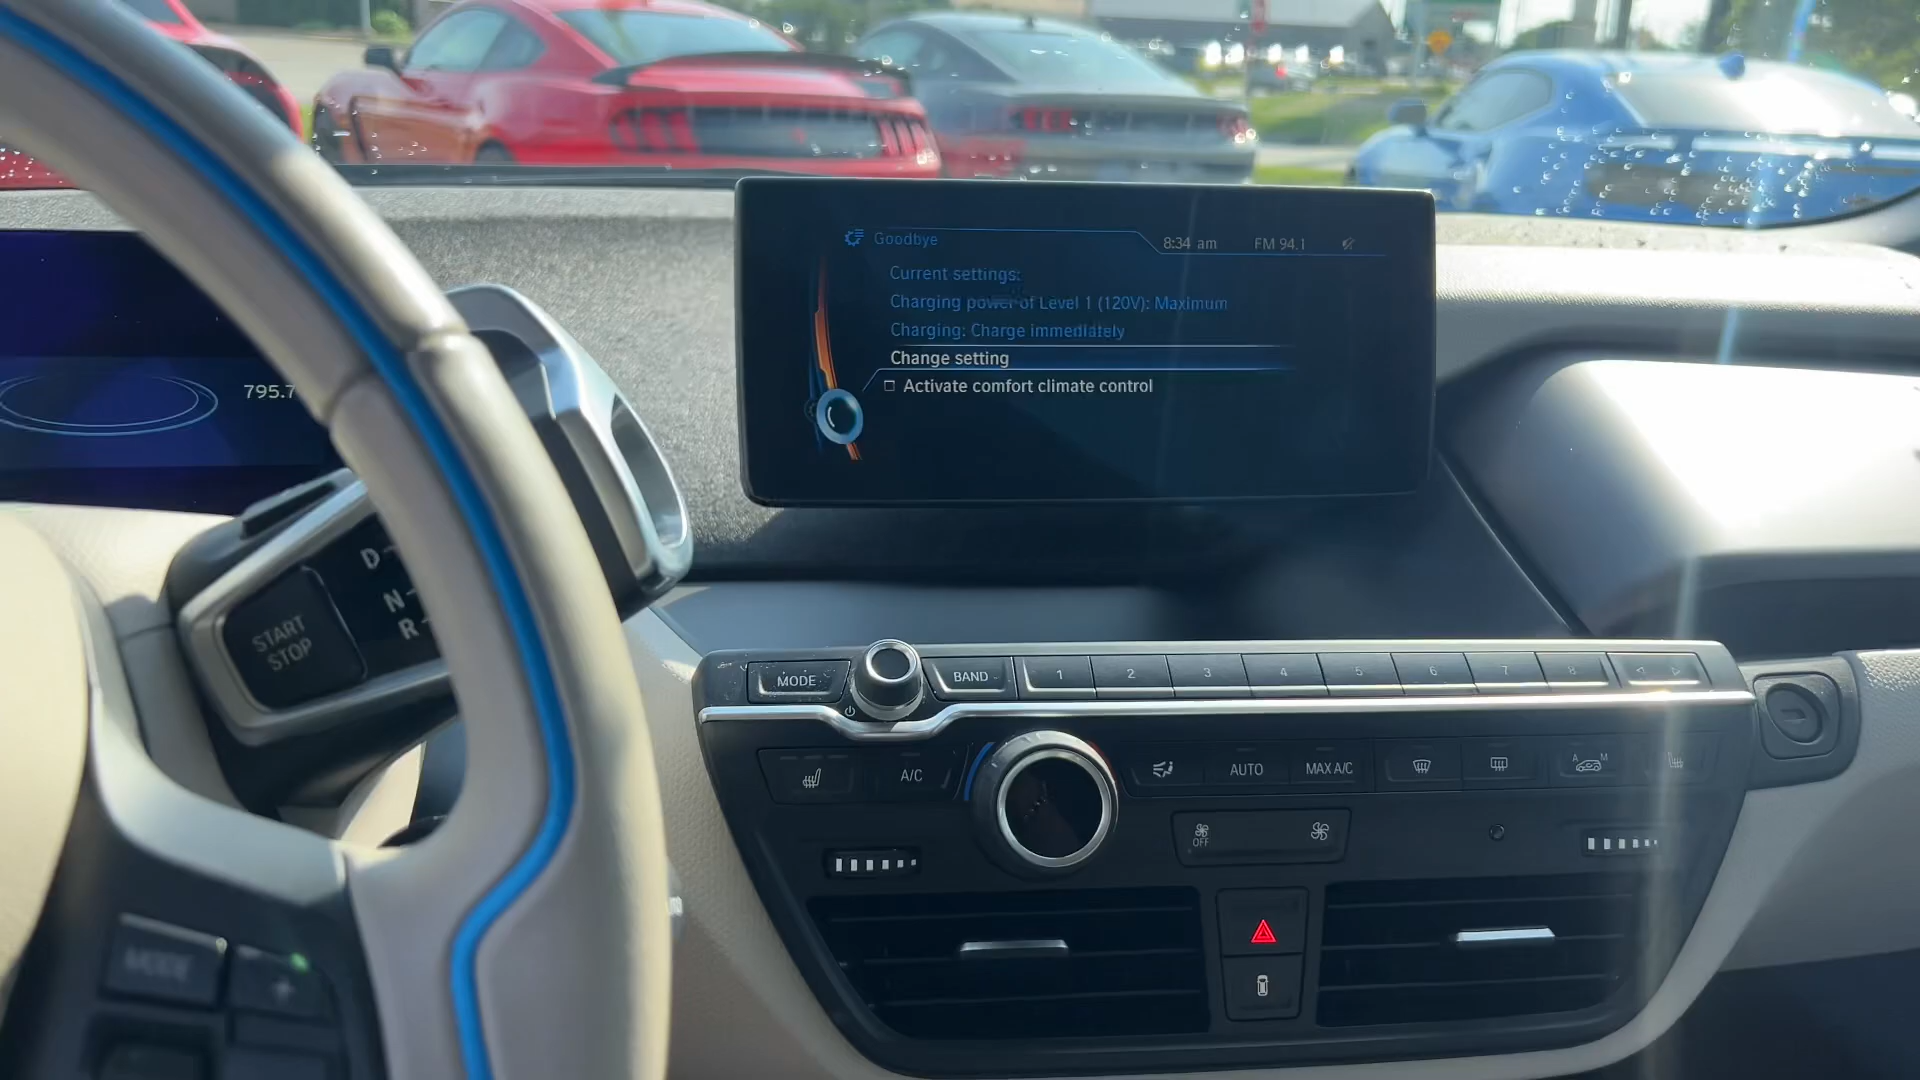 Goodbye
8:34 am
FM 94.1
Current settings:
Charging power of Level 1 (120V): Maximum
Charging: Charge immediately
Change setting
Activate comfort climate control
795.7
D
N
R
START
STOP
MODE
BAND
1
2
3
4
5
6
7
8
A/C
AUTO
MAX A/C
A
M
OFF
MODE